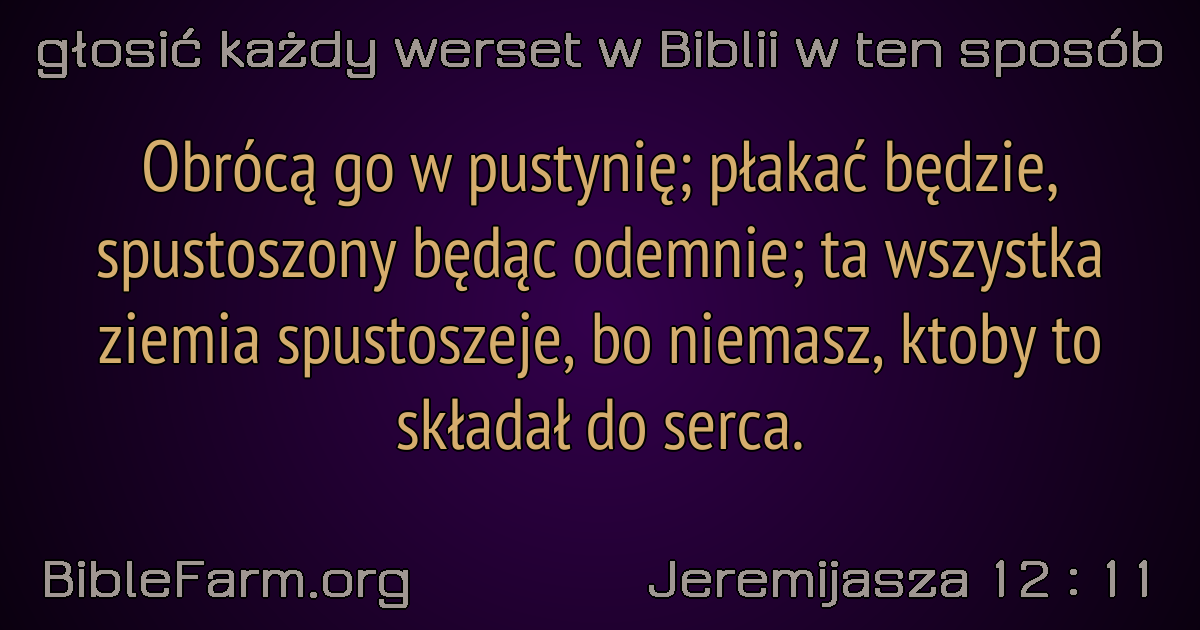 głosić każdy werset w Biblii w ten sposób
Obrócą go w pustynię; płakać będzie,
spustoszony będąc odemnie; ta wszystka
ziemia spustoszeje, bo niemasz, ktoby to
składał do serca.
BibleFarm.org
Jeremijasza 12 : 11